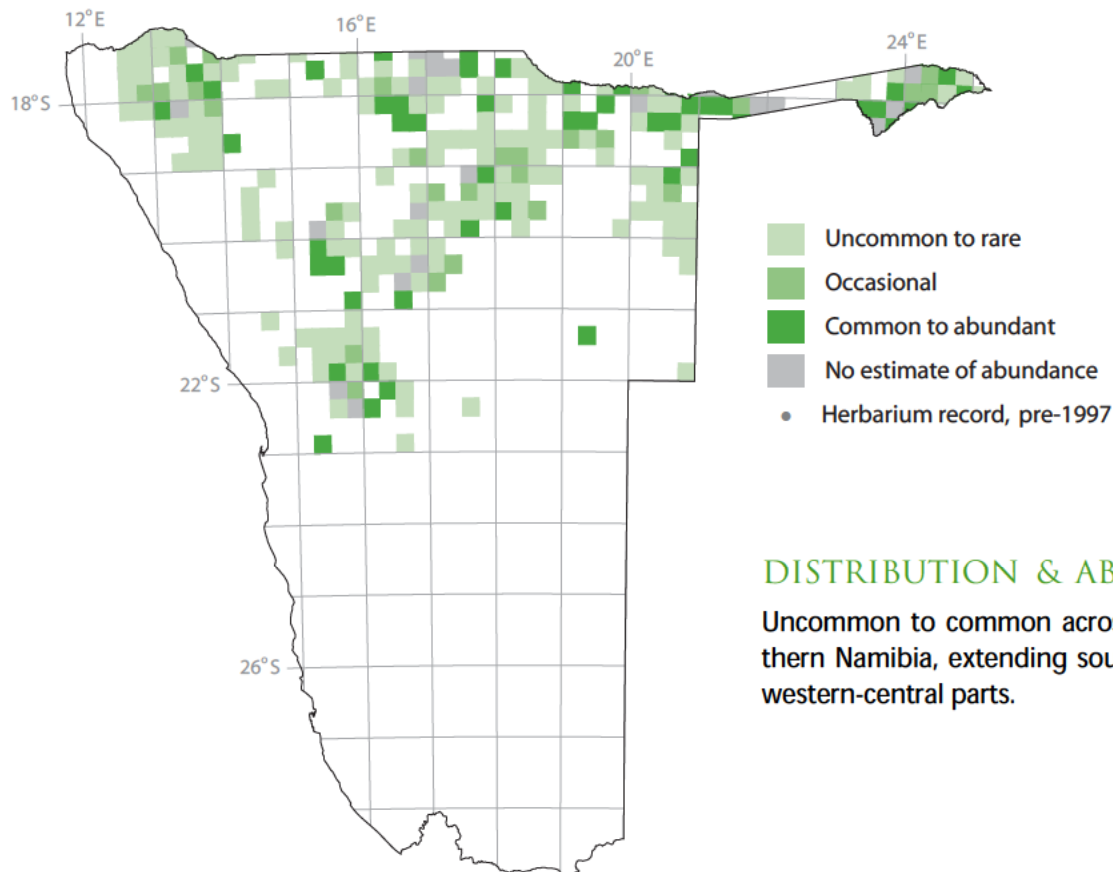 12°E
16°E
20°E
24°E
18°S
22°S
26°S
Uncommon to rare
Occasional
Common to abundant
No estimate of abundance
Herbarium record, pre-1997
DISTRIBUTION & AB
Uncommon to common acros
thern Namibia, extending sou
western-central parts.